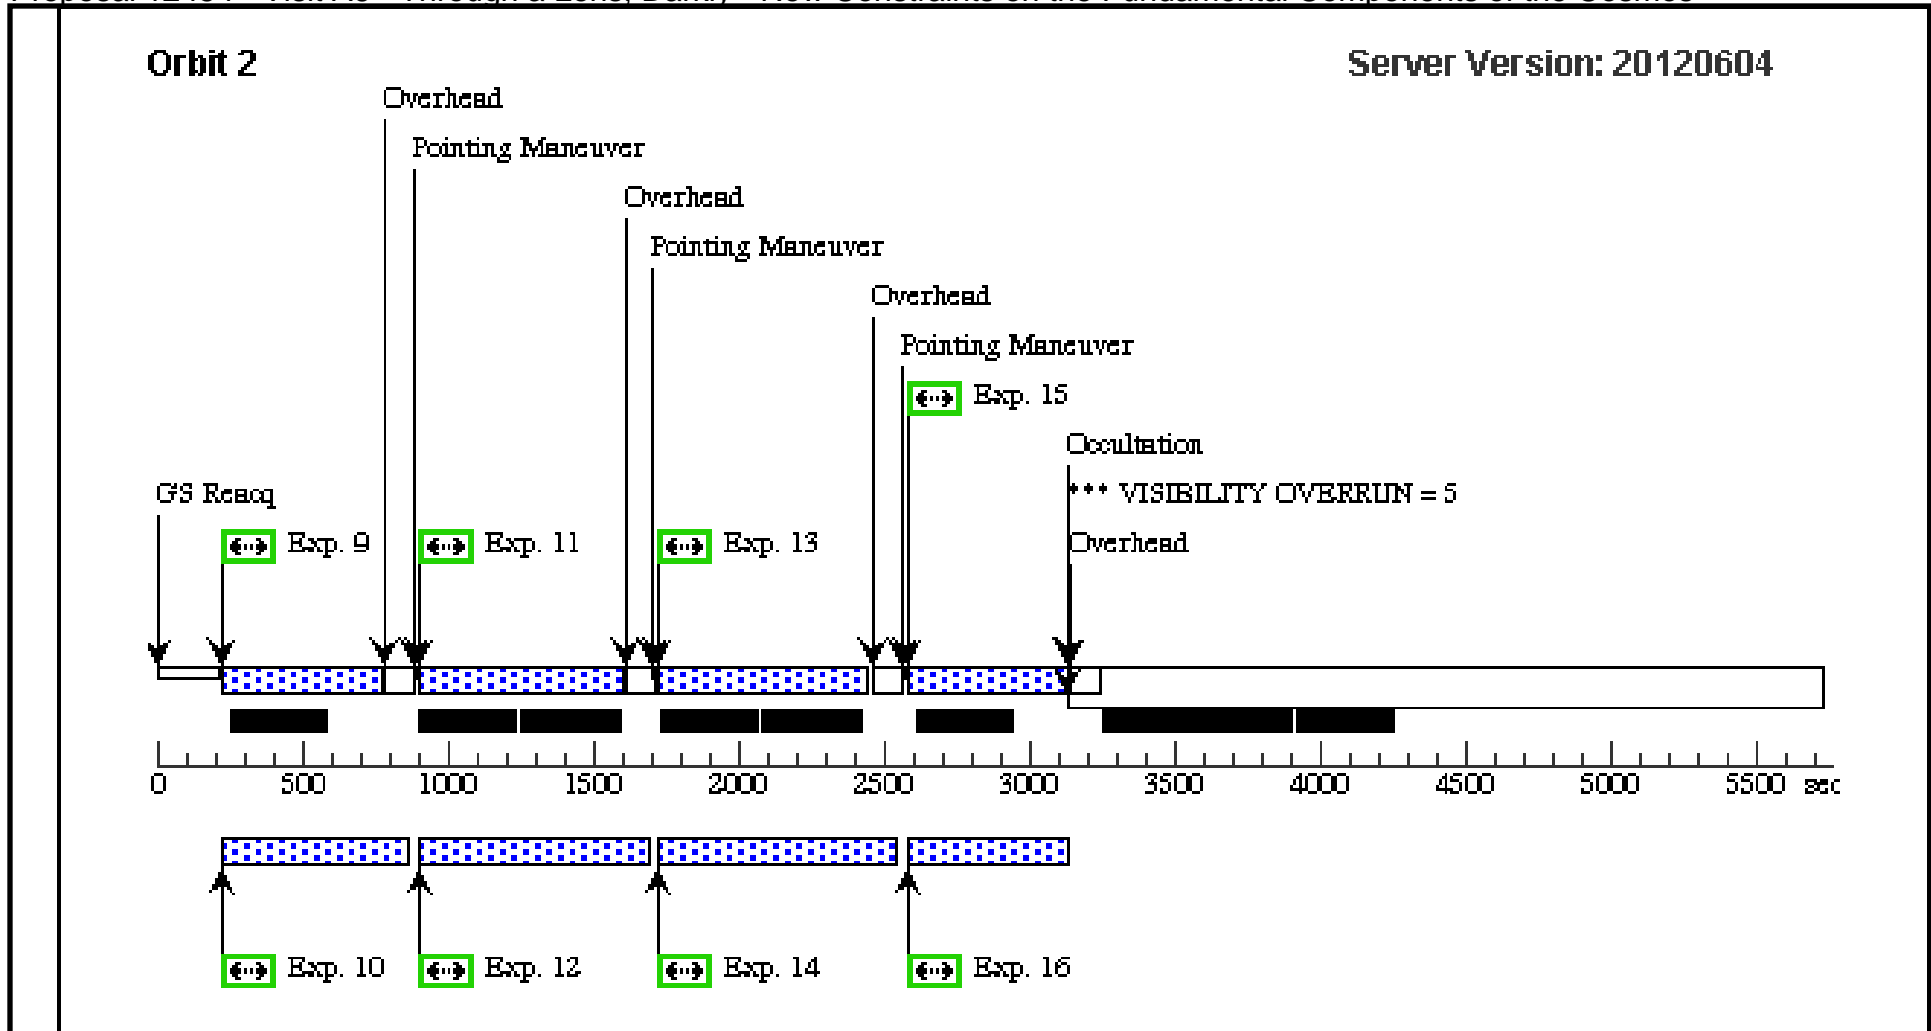 Orbit 2
Server Version: 20120604
Overhead
Pointing Maneuver
Overhead
Pointing Maneuver
Overhead
Pointing Maneuver
Exp. 15
Occultation
GS Reacq
*** VISIBILITY OVERRUN = 5
Exp. 9
Exp. 11
Exp. 13
Overhead
0 500 1000 1500 2000 2500 3000 3500 4000 4500 5000 5500 sec
Exp. 10
Exp. 12
Exp. 14
Exp. 16